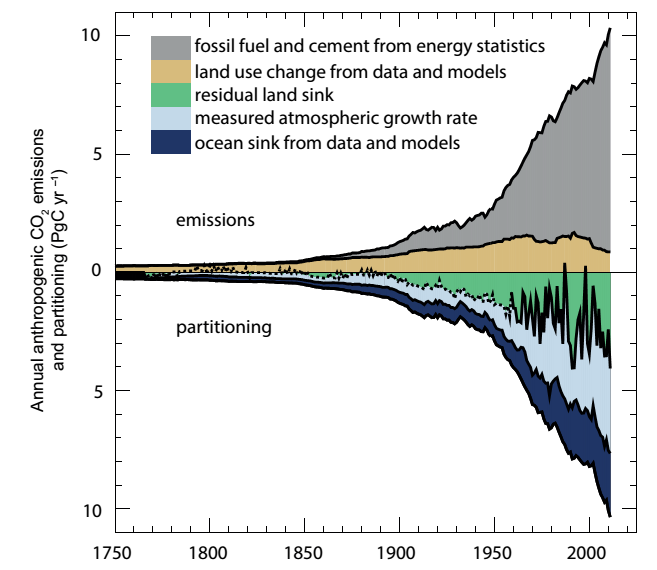 10
fossil fuel and cement from energy statistics
land use change from data and models
residual land sink
measured atmospheric growth rate
ocean sink from data and models
5
emissions
0
partitioning
5
10
Annual anthropogenic CO2 emissions
and partitioning (PgC yr −1)
1750
1800
1850
1900
1950
2000